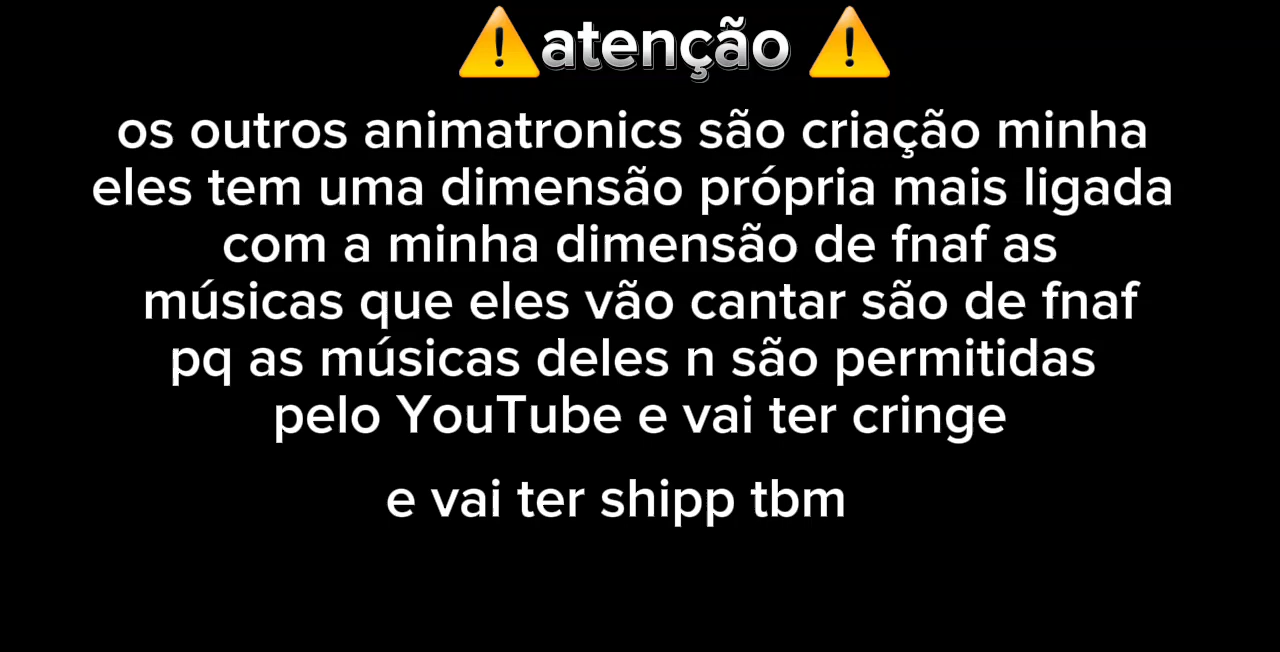 ⚠️atenção ⚠️
os outros animatronics são criação minha
eles tem uma dimensão própria mais ligada
com a minha dimensão de fnaf as
músicas que eles vão cantar são de fnaf
pq as músicas deles n são permitidas
pelo YouTube e vai ter cringe
e vai ter shipp tbm